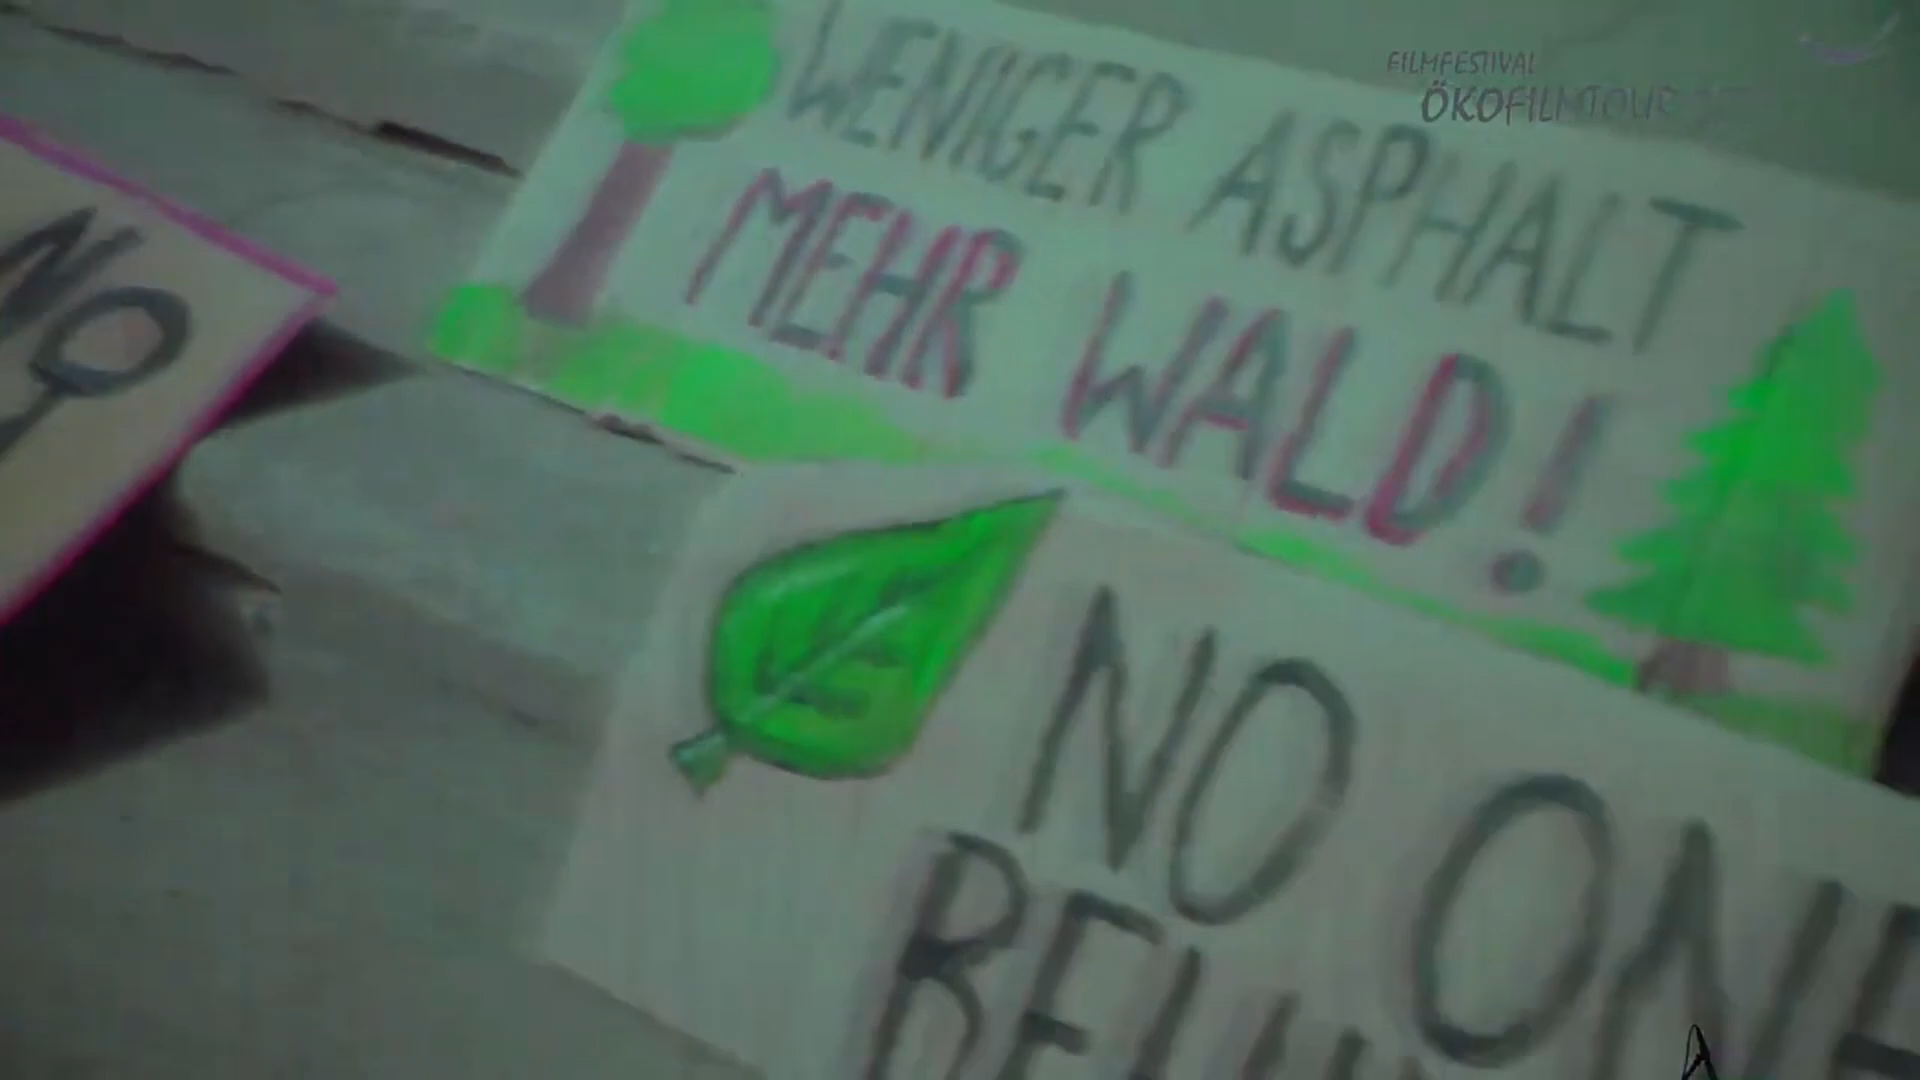 FILMFESTIVAL
ÖKOFILMTOUR
WENIGER ASPHALT
MEHR WALD!
NO
NO ONE